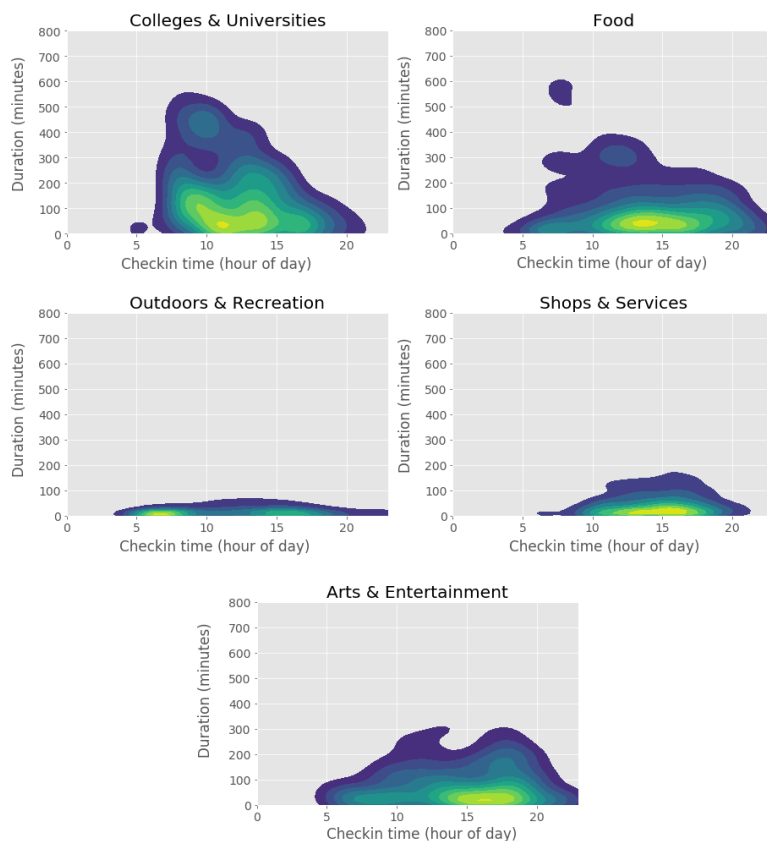 Colleges & Universities
800
700
600
500
400
300
200
100
0
Duration (minutes)
0 5 10 15 20
Checkin time (hour of day)
Food
800
700
600
500
400
300
200
100
0
Duration (minutes)
0 5 10 15 20
Checkin time (hour of day)
Outdoors & Recreation
800
700
600
500
400
300
200
100
0
Duration (minutes)
0 5 10 15 20
Checkin time (hour of day)
Shops & Services
800
700
600
500
400
300
200
100
0
Duration (minutes)
0 5 10 15 20
Checkin time (hour of day)
Arts & Entertainment
800
700
600
500
400
300
200
100
0
Duration (minutes)
0 5 10 15 20
Checkin time (hour of day)